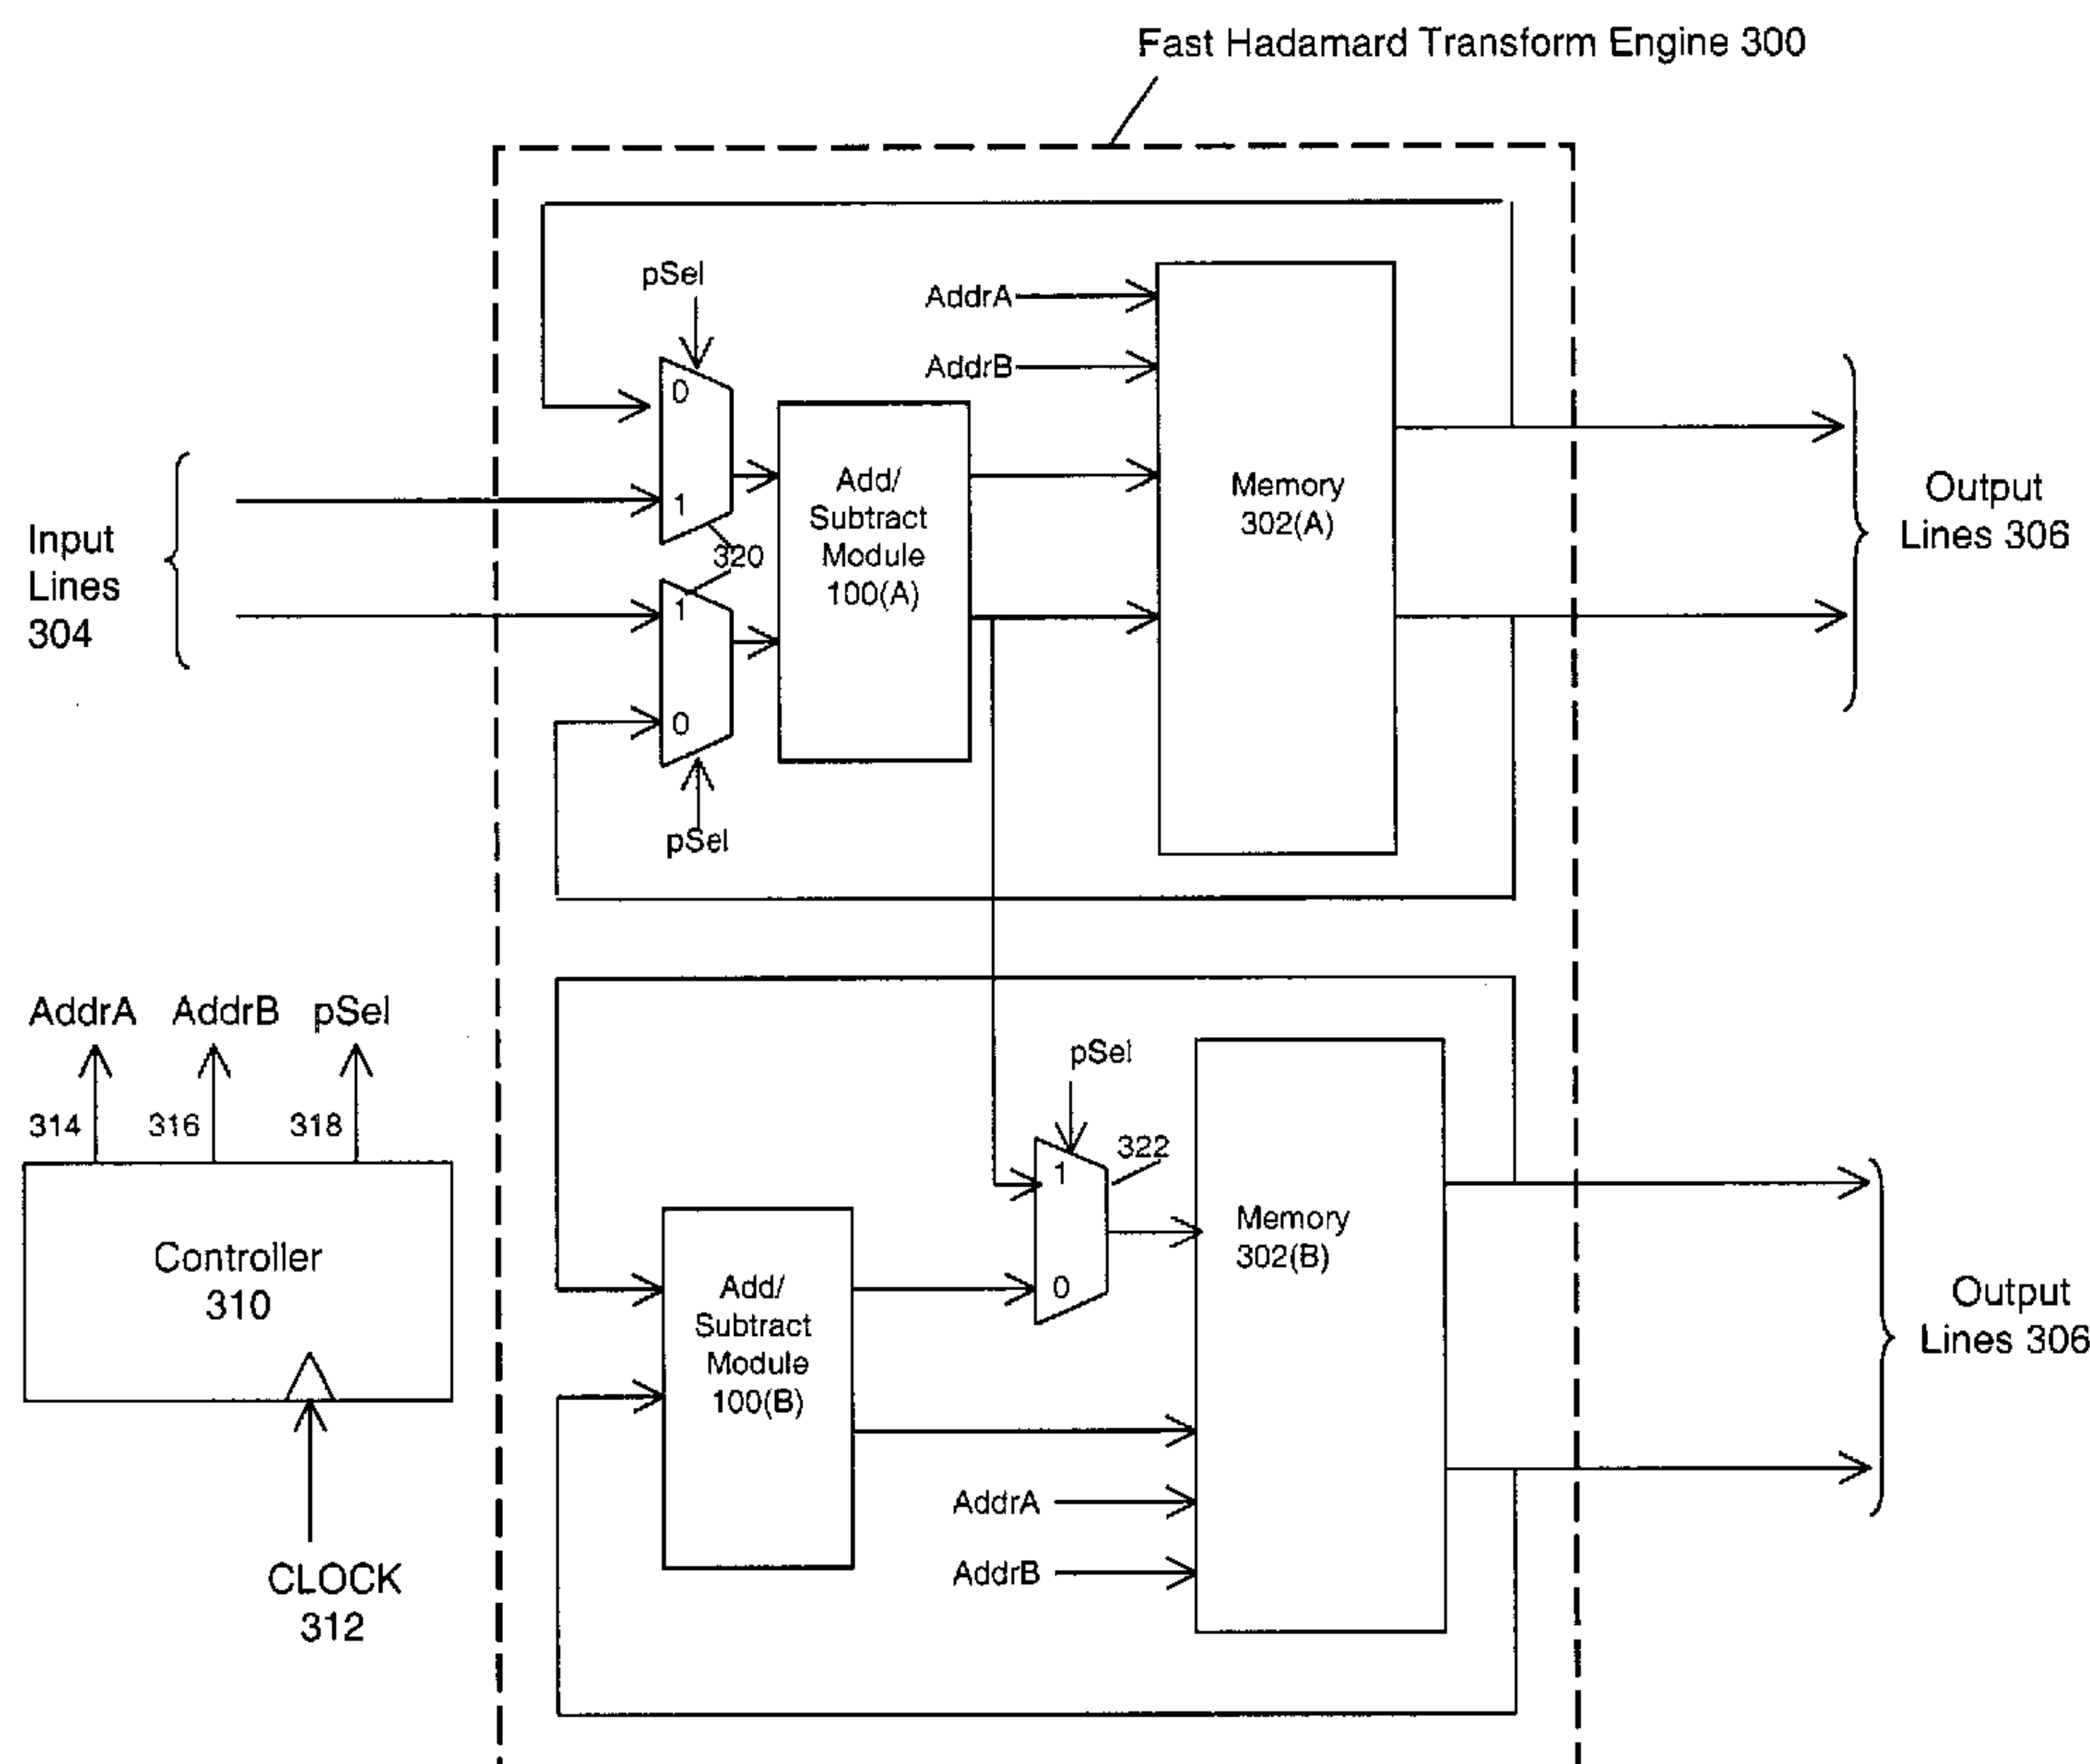 Fast Hadamard Transform Engine 300
pSel
AddrA
AddrB
0
1
320
1
0
pSel
Add/
Subtract
Module
100(A)
Memory
302(A)
Input
Lines
304
Output
Lines 306
AddrA AddrB pSel
314 316 318
Controller
310
CLOCK
312
pSel
322
1
0
Add/
Subtract
Module
100(B)
Memory
302(B)
AddrA
AddrB
Output
Lines 306